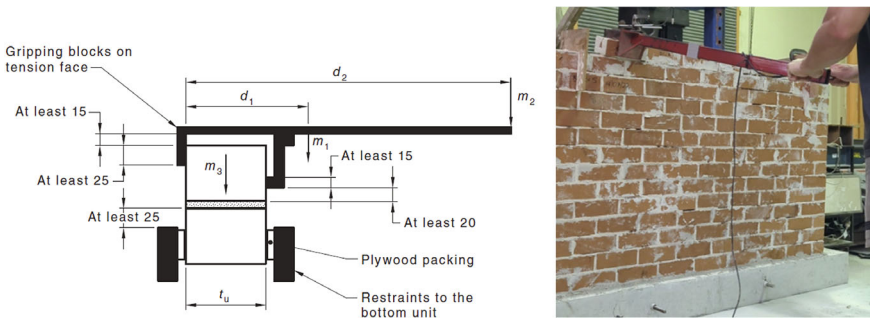 Gripping blocks on
tension face
At least 15
At least 25
At least 25
d2
d1
m2
m1
m3
At least 15
At least 20
Plywood packing
Restraints to the
bottom unit
tu